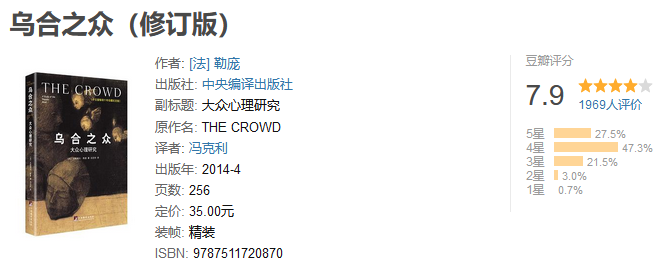 乌合之众（修订版）
THE CROWD
乌合之众
大众心理研究
作者: [法] 勒庞
出版社: 中央编译出版社
副标题: 大众心理研究
原作名: THE CROWD
译者: 冯克利
出版年: 2014-4
页数: 256
定价: 35.00元
装帧: 精装
ISBN: 9787511720870
豆瓣评分
7.9
1969人评价
5星 27.5%
4星 47.3%
3星 21.5%
2星 3.0%
1星 0.7%